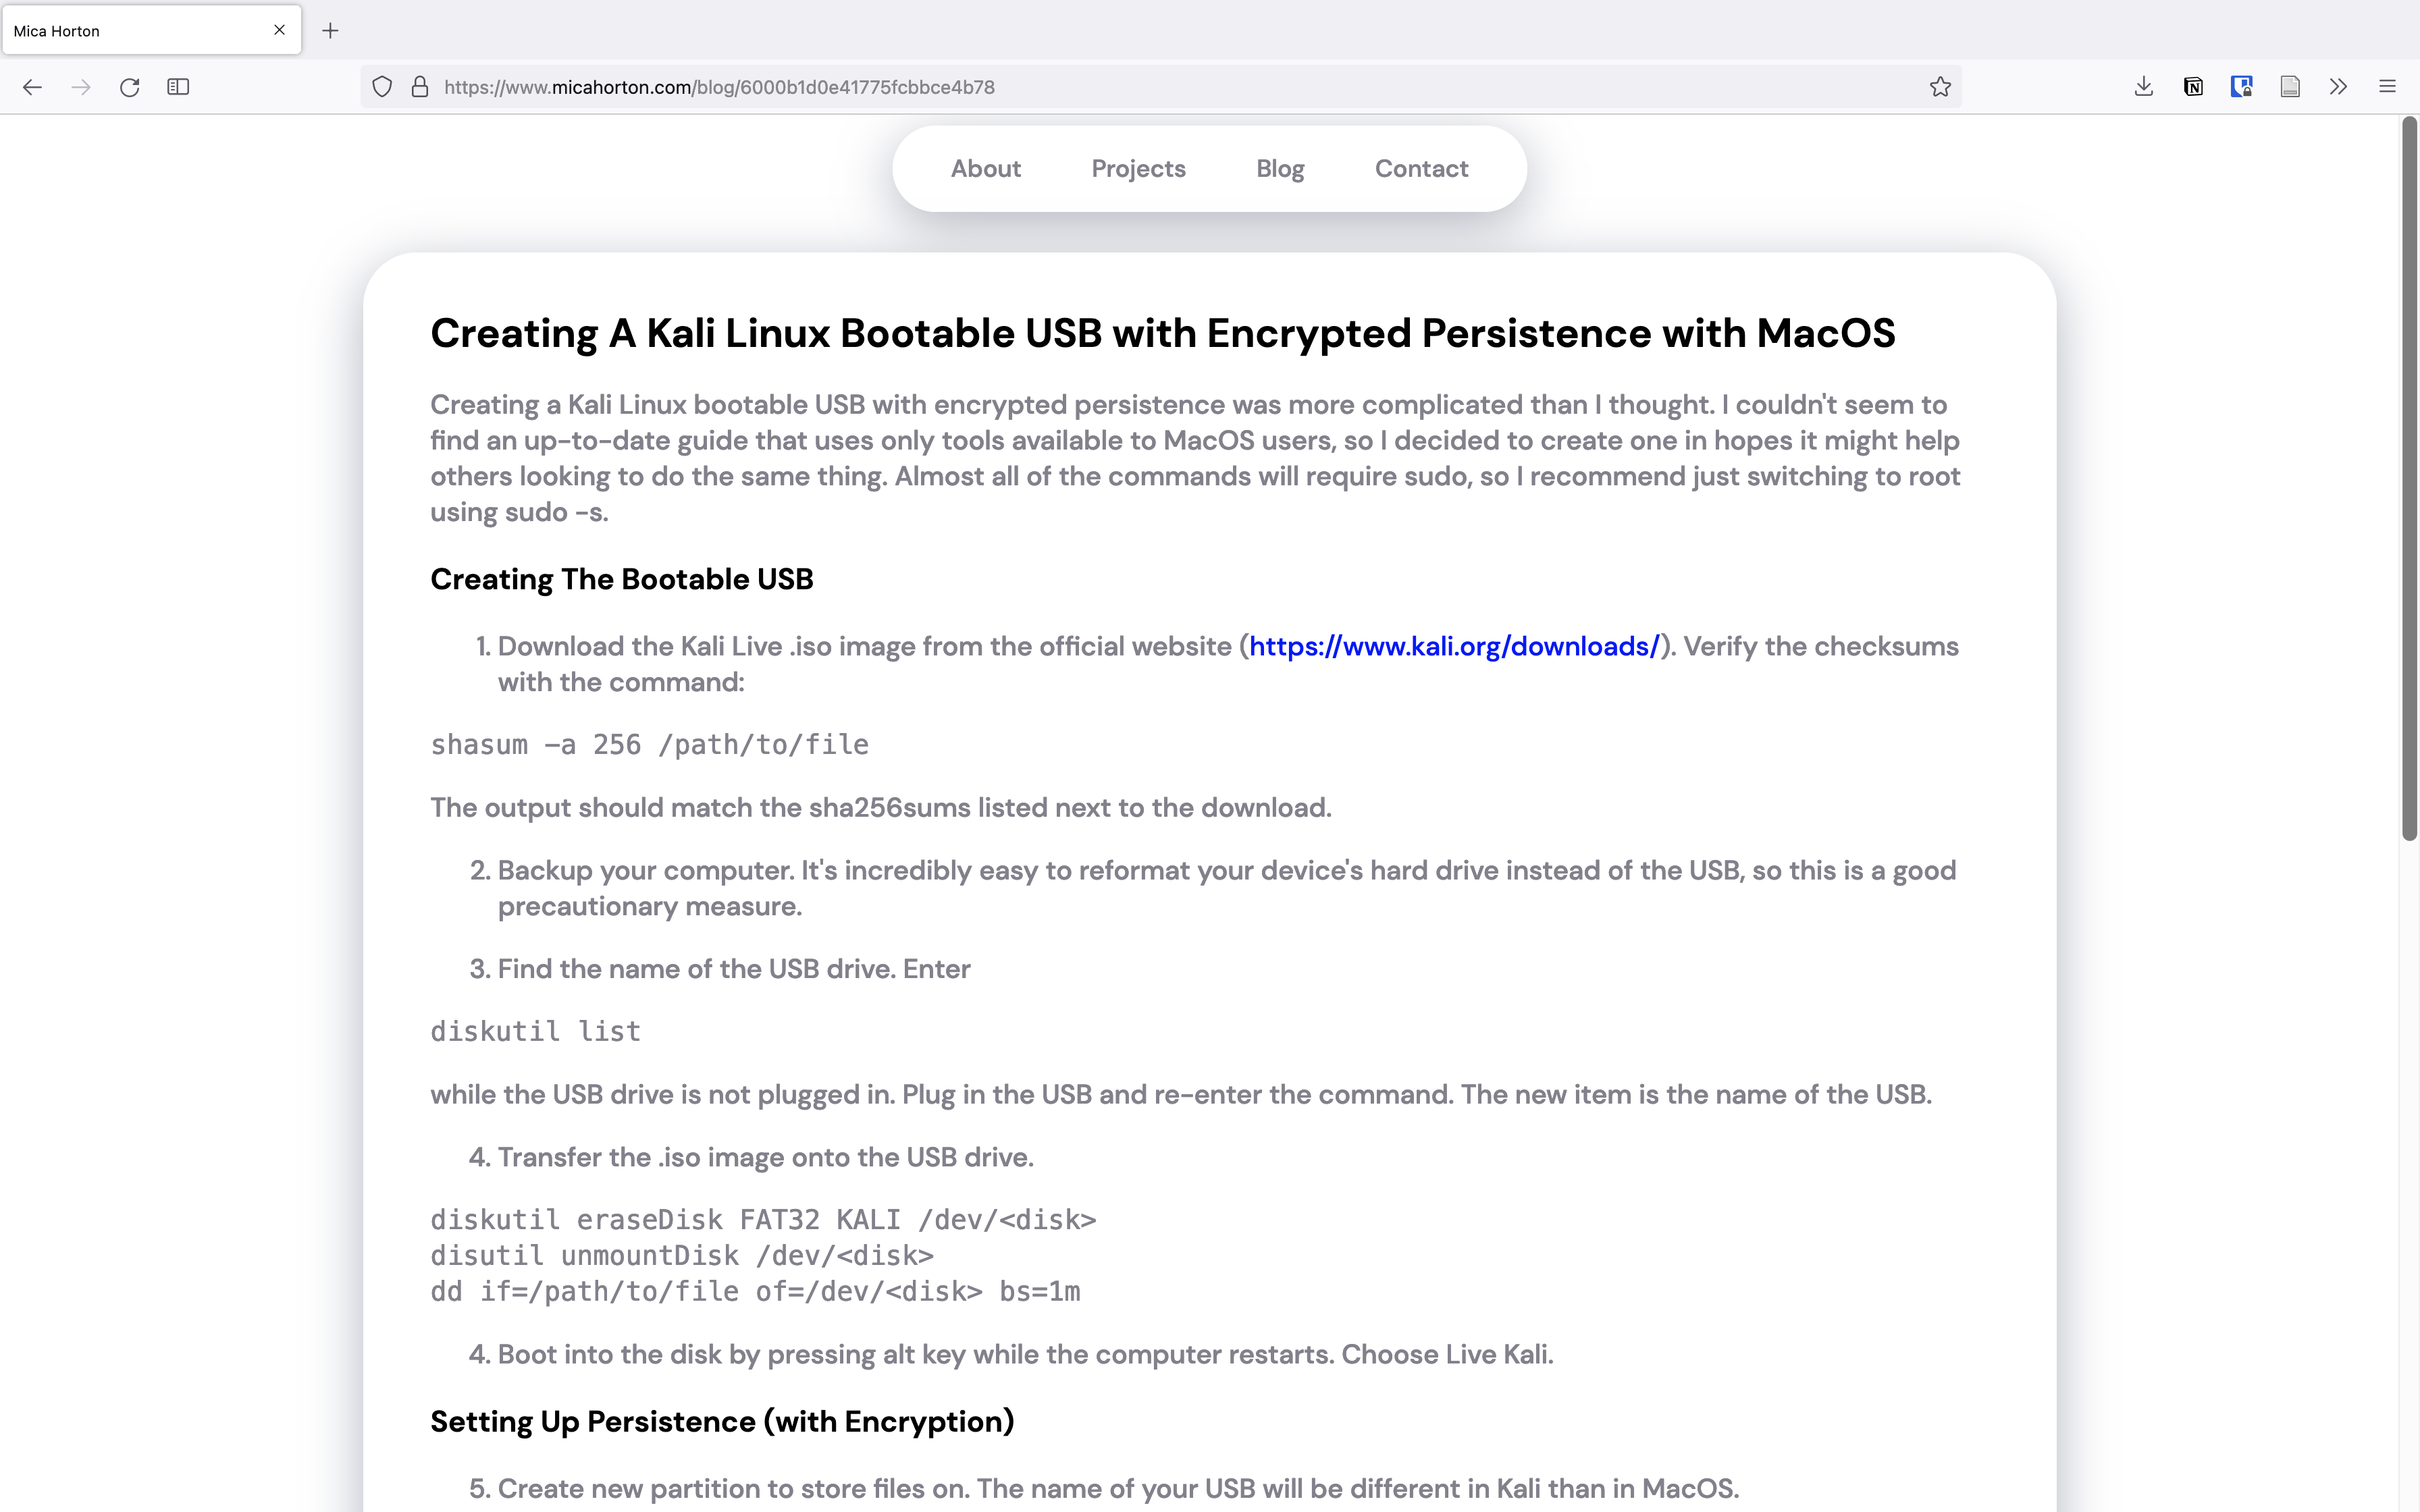 Mica Horton
https://www.micahorton.com/blog/6000b1d0e41775fcbbce4b78
About Projects Blog Contact
Creating A Kali Linux Bootable USB with Encrypted Persistence with MacOS
Creating a Kali Linux bootable USB with encrypted persistence was more complicated than I thought. I couldn't seem to
find an up-to-date guide that uses only tools available to MacOS users, so I decided to create one in hopes it might help
others looking to do the same thing. Almost all of the commands will require sudo, so I recommend just switching to root
using sudo -s.
Creating The Bootable USB
1. Download the Kali Live .iso image from the official website (https://www.kali.org/downloads/). Verify the checksums
with the command:
shasum -a 256 /path/to/file
The output should match the sha256sums listed next to the download.
2. Backup your computer. It's incredibly easy to reformat your device's hard drive instead of the USB, so this is a good
precautionary measure.
3. Find the name of the USB drive. Enter
diskutil list
while the USB drive is not plugged in. Plug in the USB and re-enter the command. The new item is the name of the USB.
4. Transfer the .iso image onto the USB drive.
diskutil eraseDisk FAT32 KALI /dev/<disk>
disutil unmountDisk /dev/<disk>
dd if=/path/to/file of=/dev/<disk> bs=1m
4. Boot into the disk by pressing alt key while the computer restarts. Choose Live Kali.
Setting Up Persistence (with Encryption)
5. Create new partition to store files on. The name of your USB will be different in Kali than in MacOS.